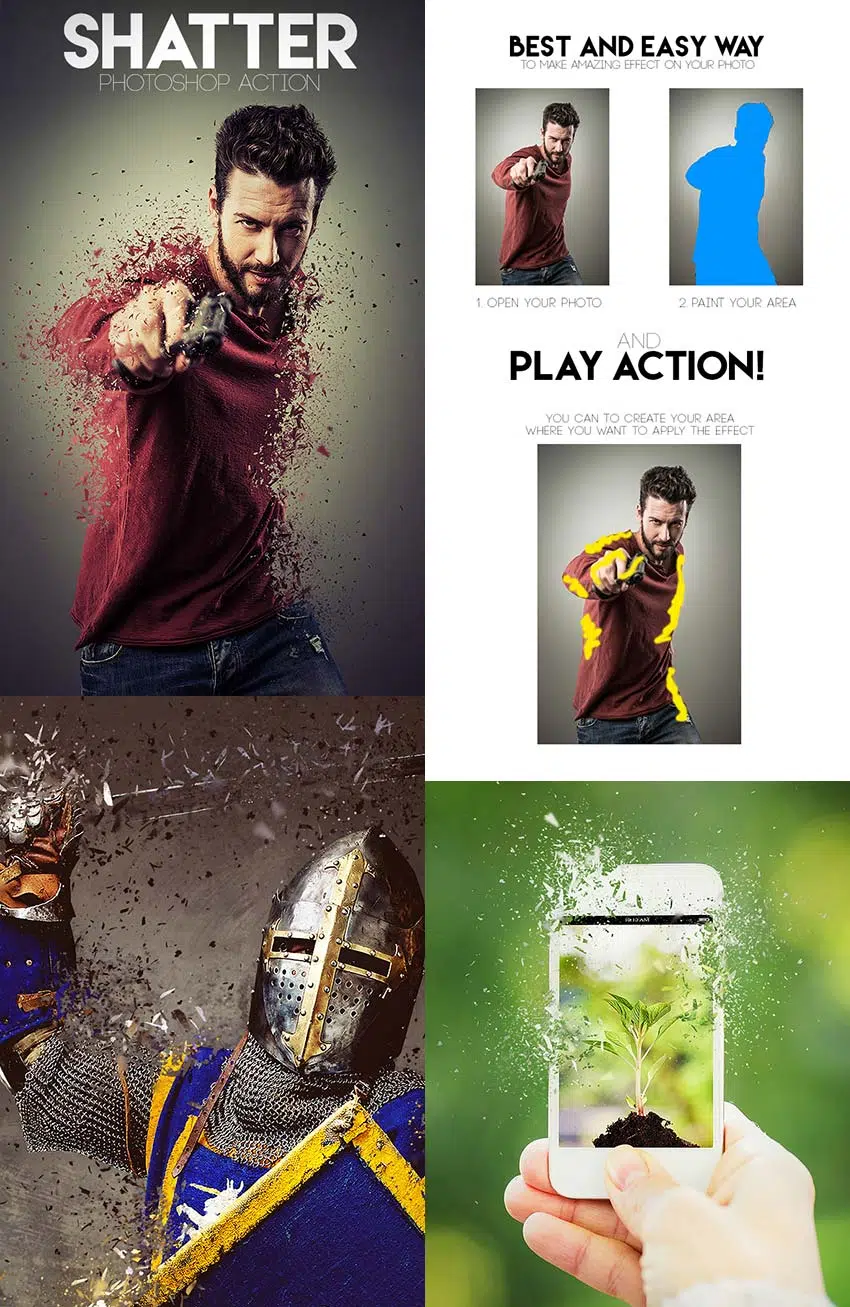 SHATTER
PHOTOSHOP ACTION
BEST AND EASY WAY
TO MAKE AMAZING EFFECT ON YOUR PHOTO
1. OPEN YOUR PHOTO
2. PAINT YOUR AREA
AND
PLAY ACTION!
YOU CAN TO CREATE YOUR AREA
WHERE YOU WANT TO APPLY THE EFFECT